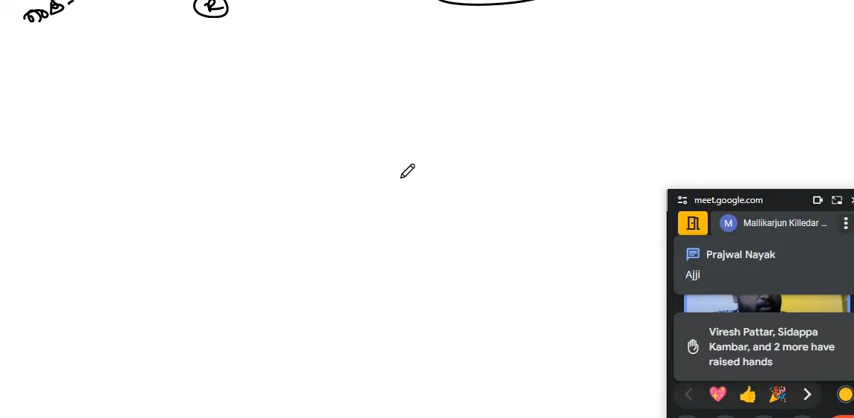 R
meet.google.com
M
Mallikarjun Killedar ...
Prajwal Nayak
Ajji
Viresh Pattar, Sidappa
Kambar, and 2 more have
raised hands